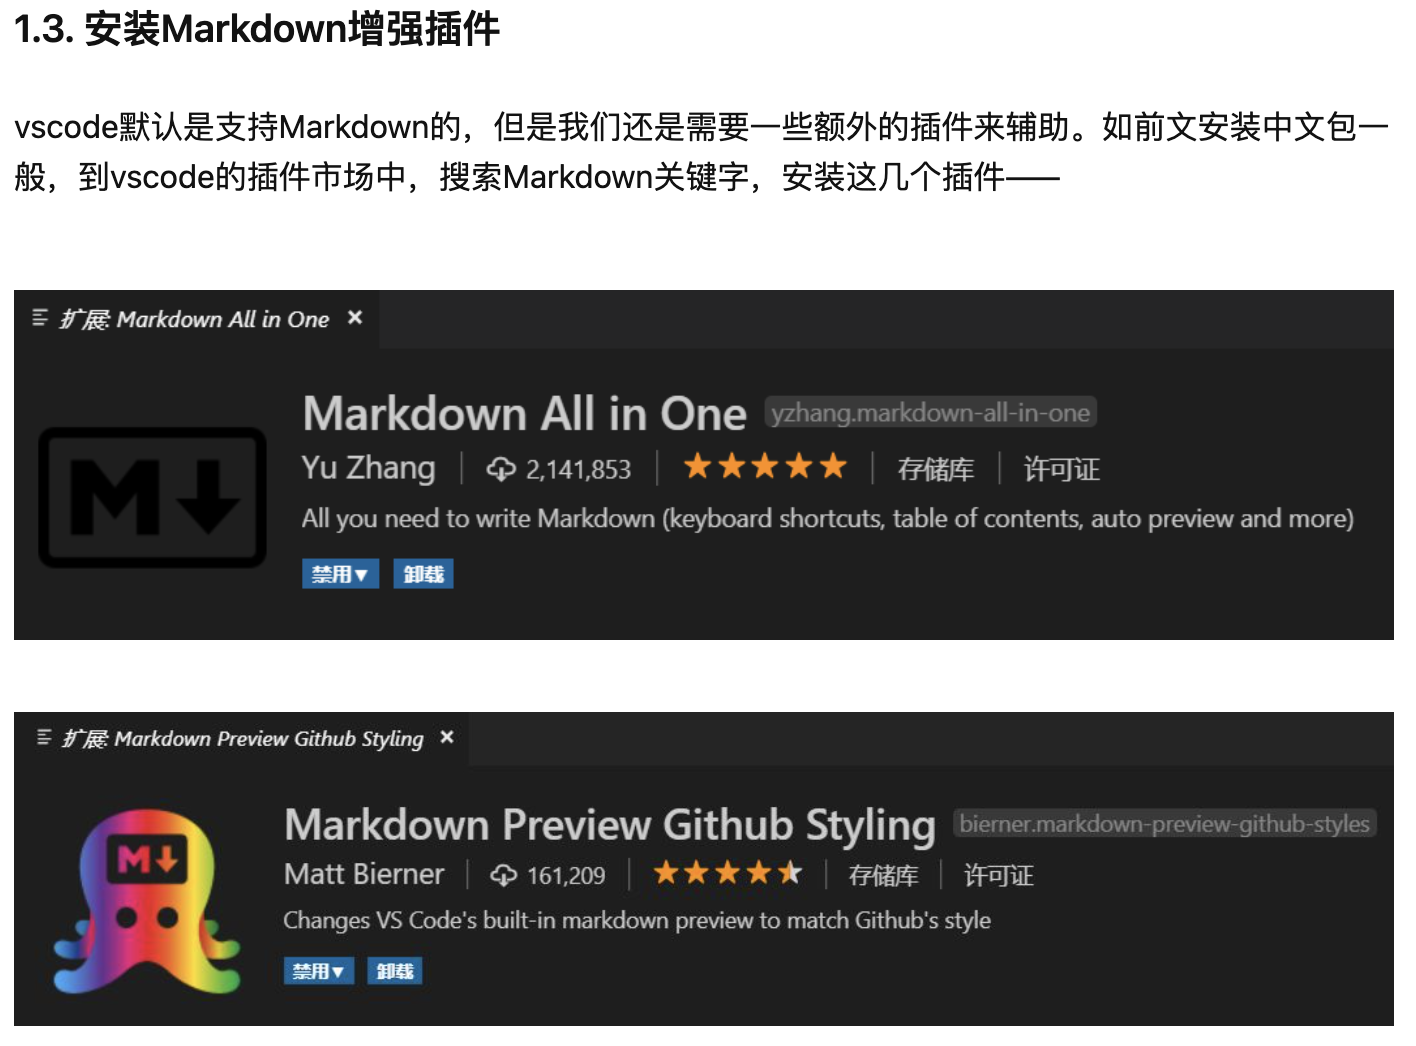 1.3. 安装Markdown增强插件
vscode默认是支持Markdown的，但是我们还是需要一些额外的插件来辅助。如前文安装中文包一
般，到vscode的插件市场中，搜索Markdown关键字，安装这几个插件——
扩展: Markdown All in One
Markdown All in One yzhang.markdown-all-in-one
Yu Zhang 2,141,853 存储库 许可证
All you need to write Markdown (keyboard shortcuts, table of contents, auto preview and more)
禁用 卸载
扩展: Markdown Preview Github Styling
Markdown Preview Github Styling bierner.markdown-preview-github-styles
Matt Bierner 161,209 存储库 许可证
Changes VS Code's built-in markdown preview to match Github's style
禁用 卸载